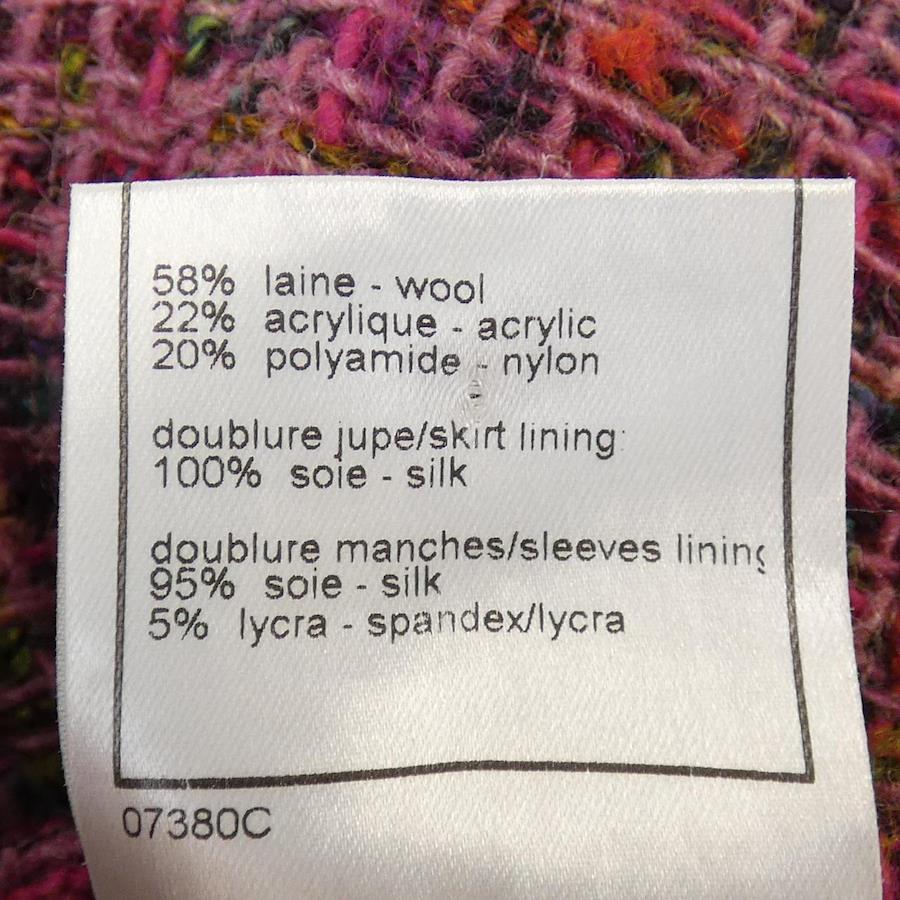 58% laine - wool
22% acrylique - acrylic
20% polyamide - nylon
doublure jupe/skirt lining
100% soie - silk
doublure manches/sleeves lining
95% soie - silk
5% lycra - spandex/lycra
07380C